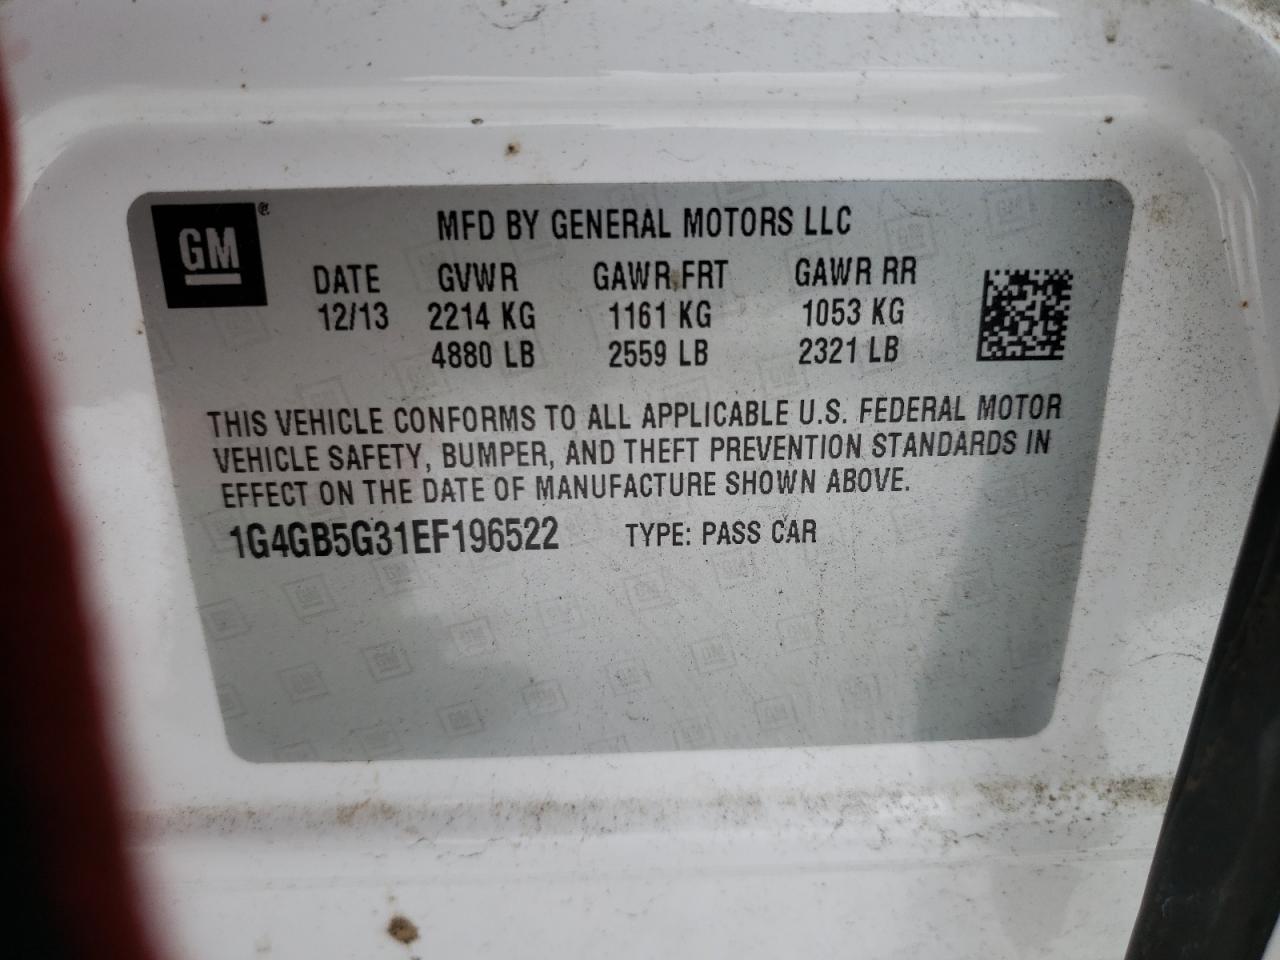 GM ®
MFD BY GENERAL MOTORS LLC
DATE GVWR GAWR FRT GAWR RR
12/13 2214 KG 1161 KG 1053 KG
4880 LB 2559 LB 2321 LB
THIS VEHICLE CONFORMS TO ALL APPLICABLE U.S. FEDERAL MOTOR
VEHICLE SAFETY, BUMPER, AND THEFT PREVENTION STANDARDS IN
EFFECT ON THE DATE OF MANUFACTURE SHOWN ABOVE.
1G4GB5G31EF196522 TYPE: PASS CAR